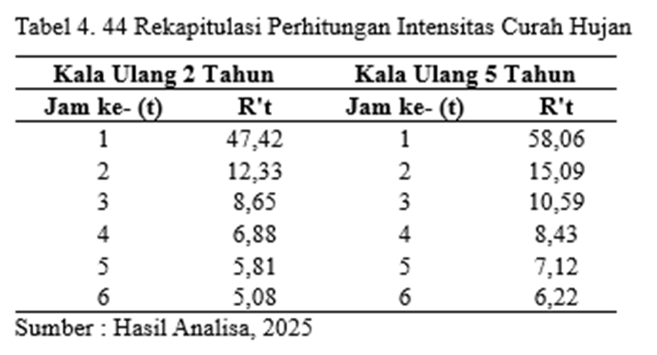 Tabel 4. 44 Rekapitulasi Perhitungan Intensitas Curah Hujan
Kala Ulang 2 Tahun Kala Ulang 5 Tahun
Jam ke- (t) R't Jam ke- (t) R't
1 47,42 1 58,06
2 12,33 2 15,09
3 8,65 3 10,59
4 6,88 4 8,43
5 5,81 5 7,12
6 5,08 6 6,22
Sumber : Hasil Analisa, 2025